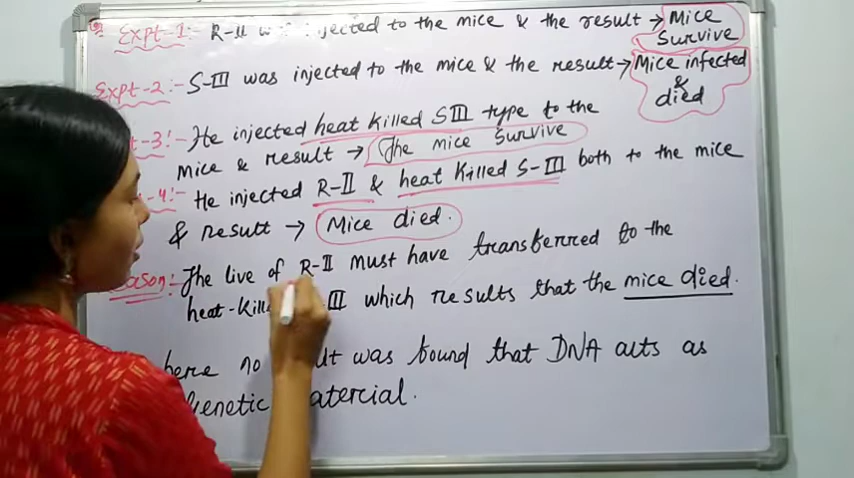 Expt-1:- R-II injected to the mice & the result → Mice Survive
Expt-2:- S-III was injected to the mice & the result → Mice infected & died
-3:- He injected heat killed SIII type to the mice & result → The mice Survive
-4:- He injected R-II & heat killed S-III both to the mice & result → Mice died.
The live of R-II must have transferred to the
heat-kill III which results that the mice died.
here no was found that DNA acts as
Genetic